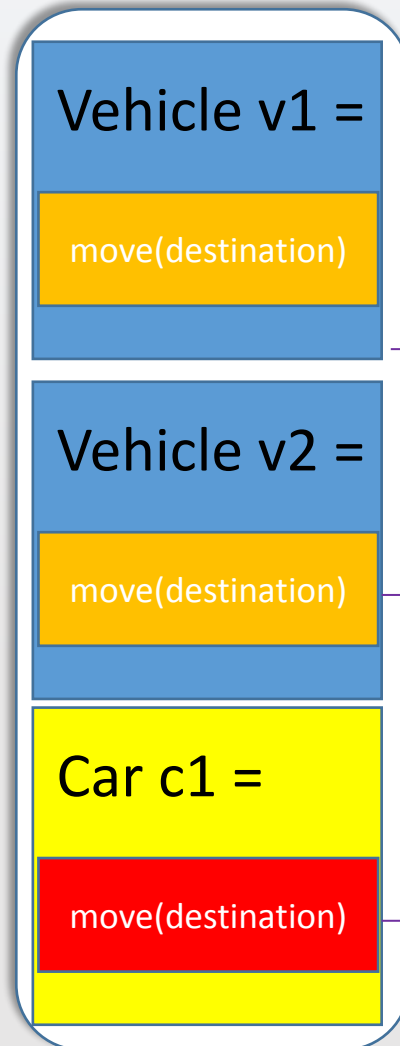 Vehicle v1 =
move(destination)
Vehicle v2 =
move(destination)
Car c1 =
move(destination)